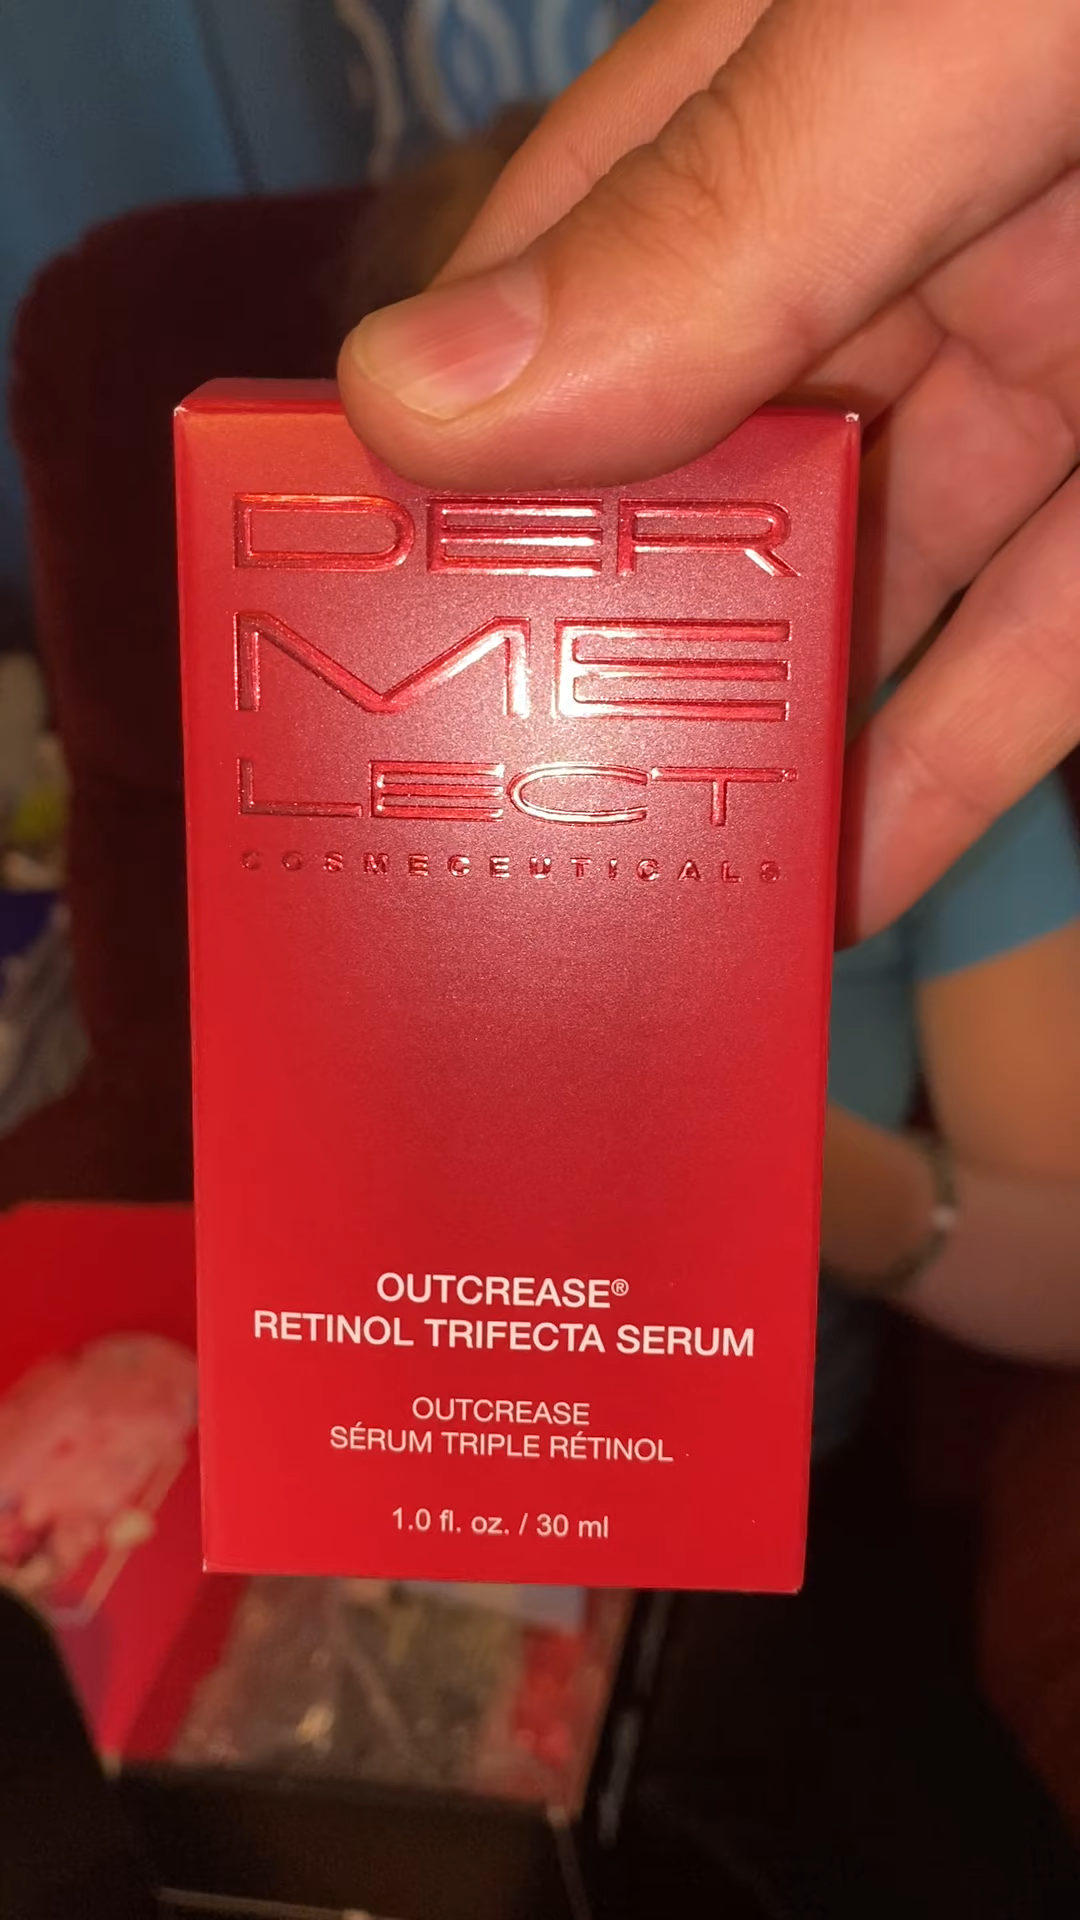 DER
ME
LECT
COSMECEUTICALS
OUTCREASE®
RETINOL TRIFECTA SERUM
OUTCREASE
SÉRUM TRIPLE RÉTINOL
1.0 fl. oz. / 30 ml